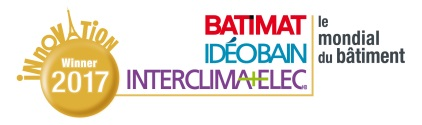 iNNOVATiON
Winner
2017
BATIMAT
IDÉOBAIN
INTERCLIMA+ELEC®
le
mondial
du bâtiment